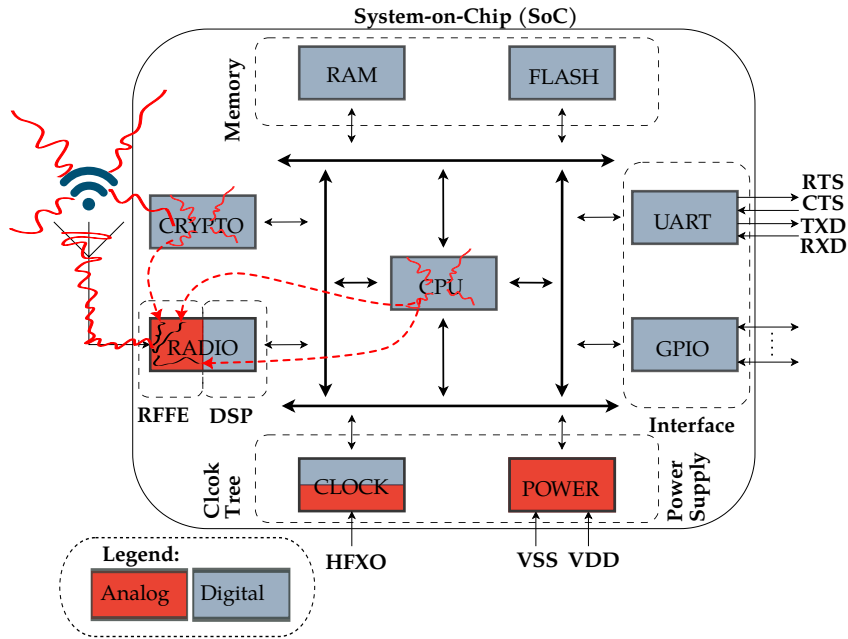 System-on-Chip (SoC)
Memory
RAM
FLASH
CRYPTO
UART
RTS
CTS
TXD
RXD
CPU
RADIO
GPIO
RFFE
DSP
Interface
Clcok
Tree
CLOCK
POWER
Power
Supply
HFXO
VSS
VDD
Legend:
Analog
Digital